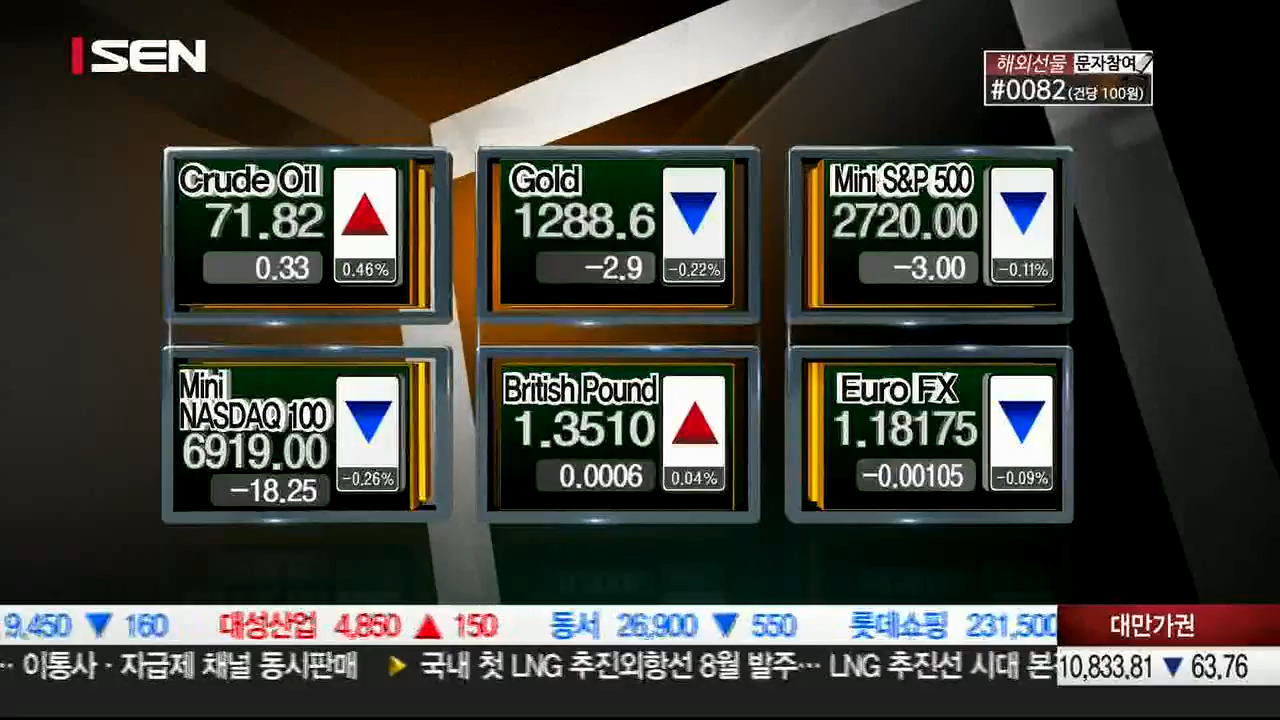 SEN
해외선물 문자참여
#0082(건당 100원)
Crude Oil
71.82
0.33
0.46%
Gold
1288.6
-2.9
-0.22%
Mini S&P 500
2720.00
-3.00
-0.11%
Mini
NASDAQ 100
6919.00
-18.25
-0.26%
British Pound
1.3510
0.0006
0.04%
Euro FX
1.18175
-0.00105
-0.09%
9,450 ▼ 160 대성산업 4,850 ▲ 150 동서 26,900 ▼ 550 롯데쇼핑 231,500
대만가권
… 이통사·자급제 채널 동시판매 ▶ 국내 첫 LNG 추진외항선 8월 발주… LNG 추진선 시대 본
10,833.81 ▼ 63.76